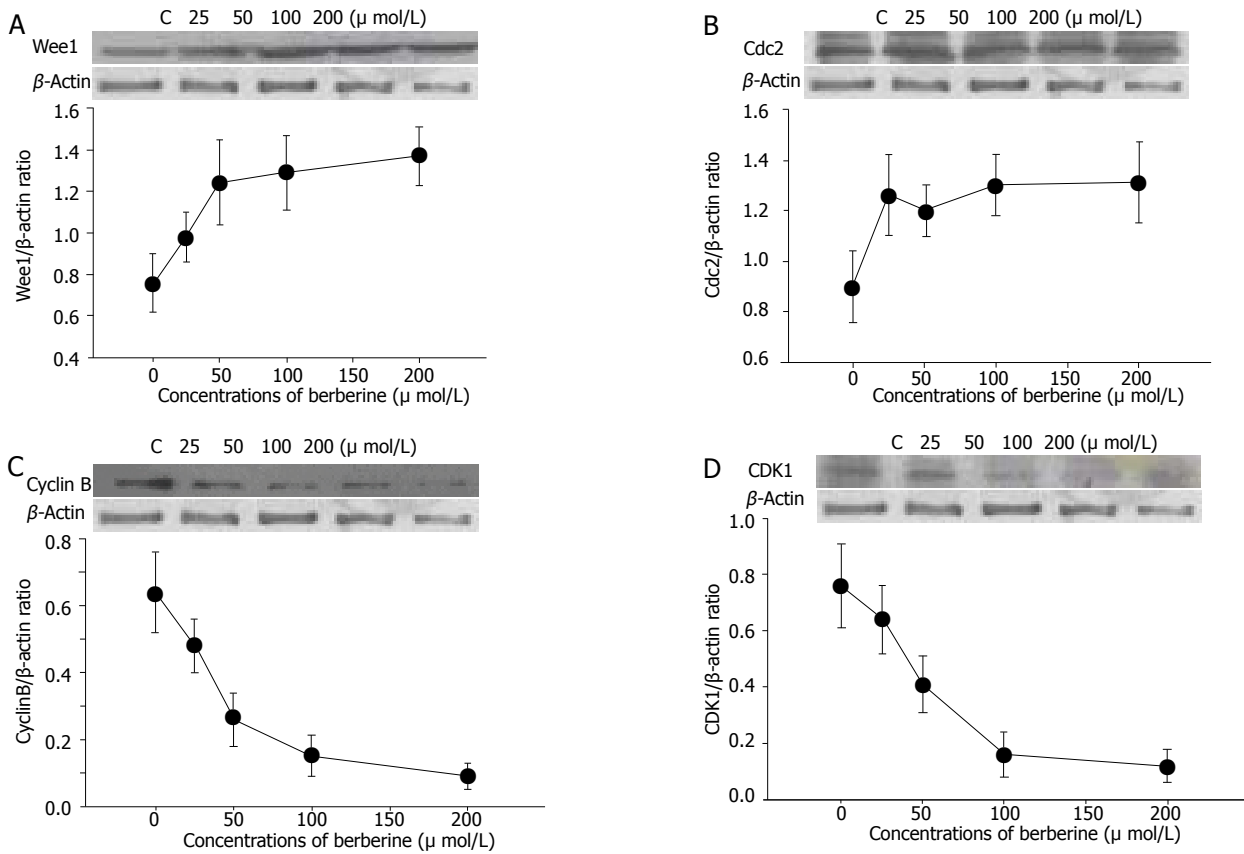 A
C 25 50 100 200 (μ mol/L)
Wee1
β-Actin
1.6
1.4
1.2
1.0
0.8
0.6
0.4
Wee1/β-actin ratio
0 50 100 150 200
Concentrations of berberine (μ mol/L)
B
C 25 50 100 200 (μ mol/L)
Cdc2
β-Actin
1.6
1.4
1.2
1.0
0.8
0.6
Cdc2/β-actin ratio
0 50 100 150 200
Concentrations of berberine (μ mol/L)
C
C 25 50 100 200 (μ mol/L)
Cyclin B
β-Actin
0.8
0.6
0.4
0.2
0.0
CyclinB/β-actin ratio
0 50 100 150 200
Concentrations of berberine (μ mol/L)
D
C 25 50 100 200 (μ mol/L)
CDK1
β-Actin
1.0
0.8
0.6
0.4
0.2
0.0
CDK1/β-actin ratio
0 50 100 150 200
Concentrations of berberine (μ mol/L)